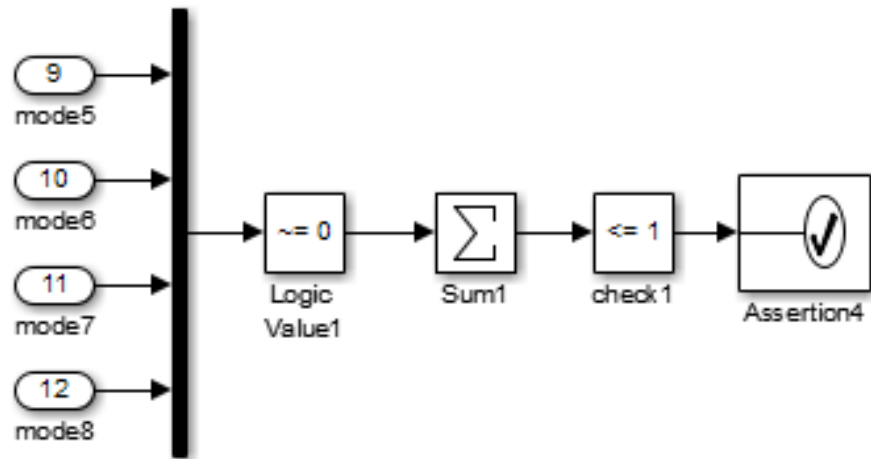 9
mode5
10
mode6
11
mode7
12
mode8
~= 0
Logic
Value1
Sum1
<= 1
check1
Assertion4